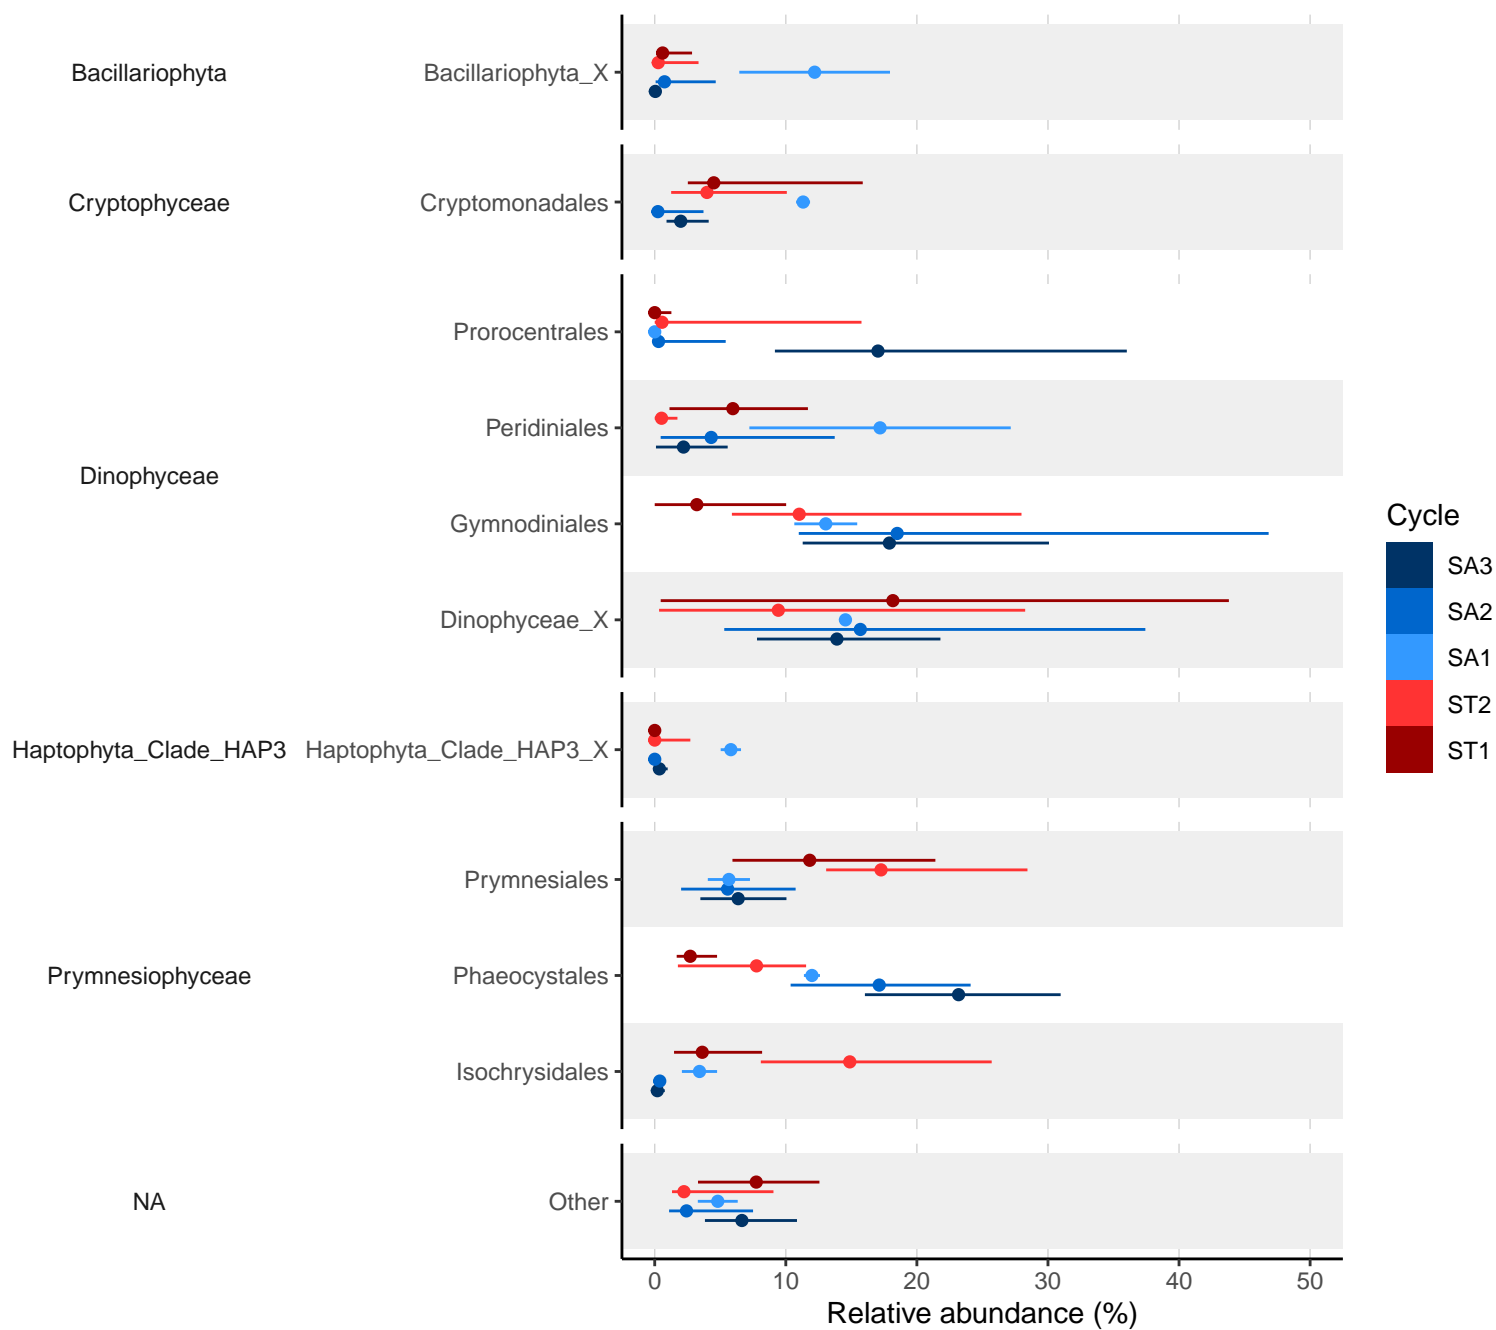 Bacillariophyta
Bacillariophyta_X
Cryptophyceae
Cryptomonadales
Dinophyceae
Prorocentrales
Peridiniales
Gymnodiniales
Dinophyceae_X
Haptophyta_Clade_HAP3
Haptophyta_Clade_HAP3_X
Prymnesiophyceae
Prymnesiales
Phaeocystales
Isochrysidales
NA
Other
0 10 20 30 40 50
Relative abundance (%)
Cycle
SA3
SA2
SA1
ST2
ST1